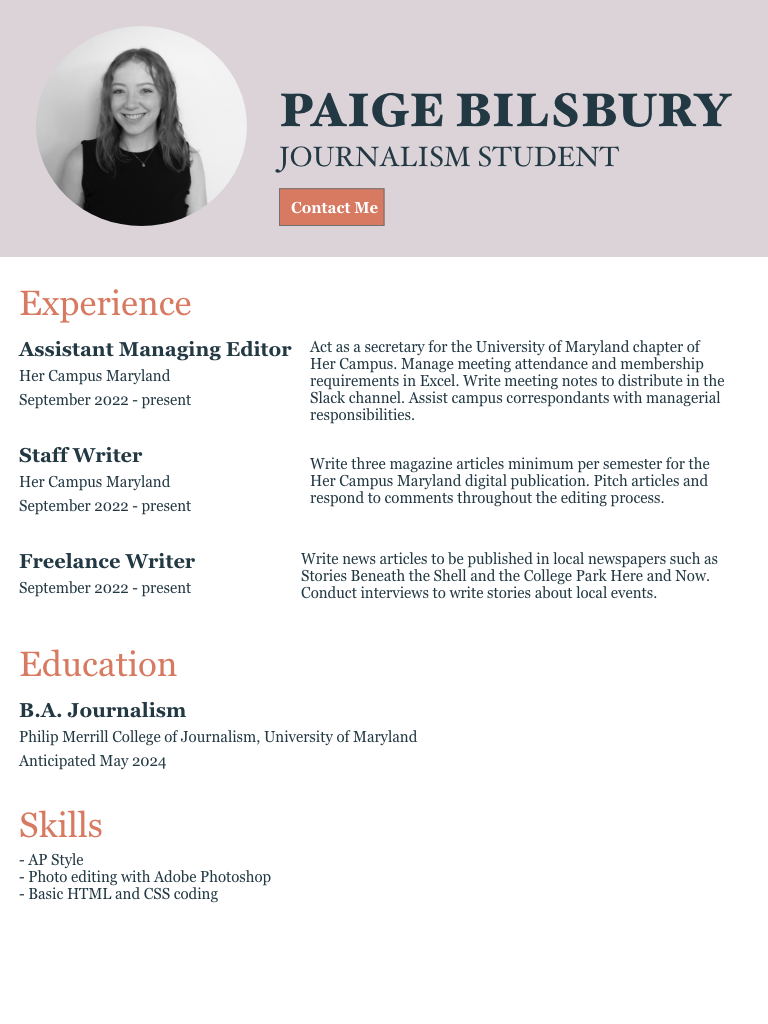 PAIGE BILSBURY
JOURNALISM STUDENT
Contact Me
Experience
Assistant Managing Editor
Her Campus Maryland
September 2022 - present
Act as a secretary for the University of Maryland chapter of
Her Campus. Manage meeting attendance and membership
requirements in Excel. Write meeting notes to distribute in the
Slack channel. Assist campus correspondants with managerial
responsibilities.
Staff Writer
Her Campus Maryland
September 2022 - present
Write three magazine articles minimum per semester for the
Her Campus Maryland digital publication. Pitch articles and
respond to comments throughout the editing process.
Freelance Writer
September 2022 - present
Write news articles to be published in local newspapers such as
Stories Beneath the Shell and the College Park Here and Now.
Conduct interviews to write stories about local events.
Education
B.A. Journalism
Philip Merrill College of Journalism, University of Maryland
Anticipated May 2024
Skills
- AP Style
- Photo editing with Adobe Photoshop
- Basic HTML and CSS coding